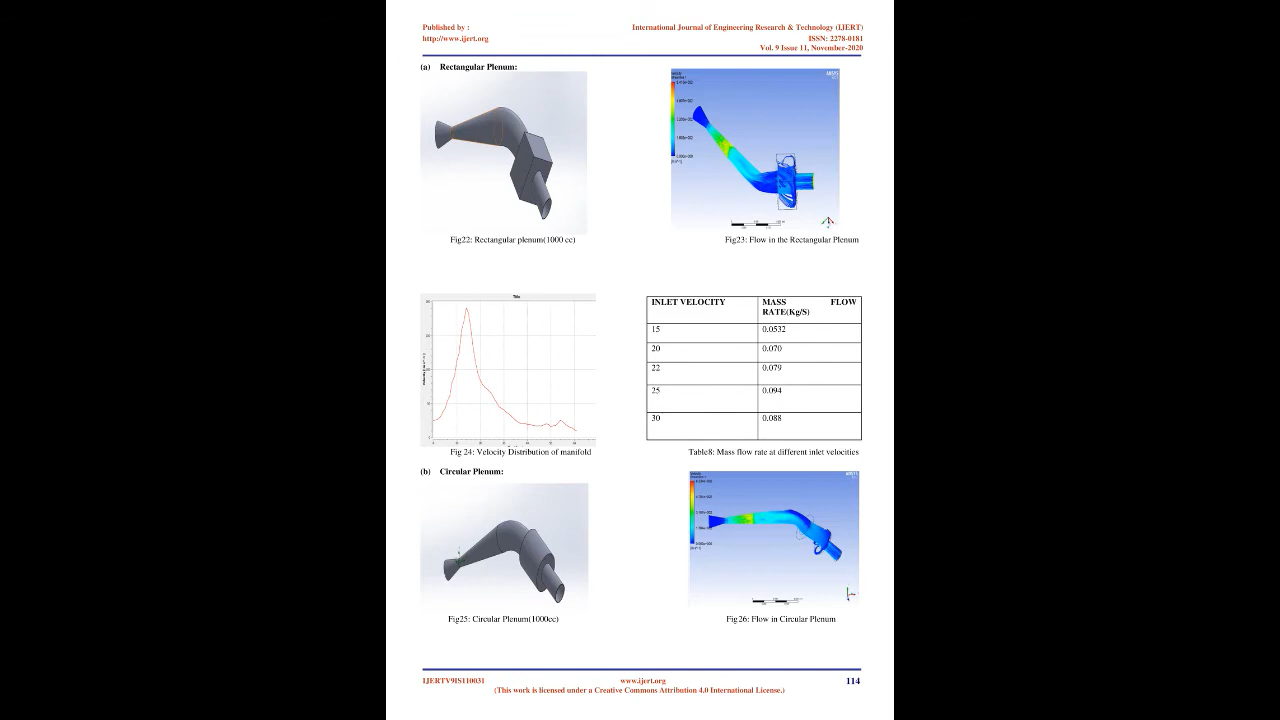 Published by :
http://www.ijert.org
International Journal of Engineering Research & Technology (IJERT)
ISSN: 2278-0181
Vol. 9 Issue 11, November-2020
(a) Rectangular Plenum:
ANSYS
Fig22: Rectangular plenum(1000 cc)
Fig23: Flow in the Rectangular Plenum
Title
INLET VELOCITY MASS FLOW
RATE(Kg/S)
15 0.0532
20 0.070
22 0.079
25 0.094
30 0.088
Fig 24: Velocity Distribution of manifold
Table8: Mass flow rate at different inlet velocities
(b) Circular Plenum:
ANSYS
Fig25: Circular Plenum(1000cc)
Fig26: Flow in Circular Plenum
IJERTV9IS110031
www.ijert.org
114
(This work is licensed under a Creative Commons Attribution 4.0 International License.)